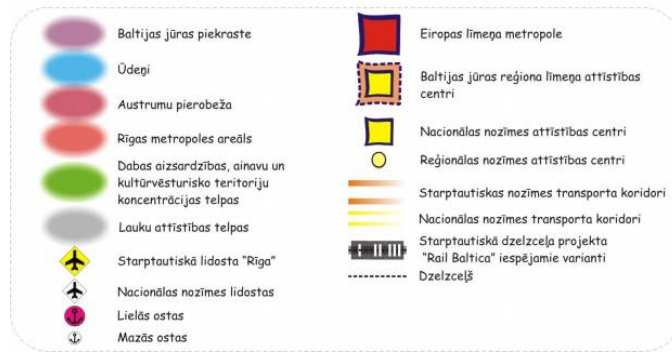 Baltijas jūras piekraste
Ūdeņi
Austrumu pierobeža
Rīgas metropoles areāls
Dabas aizsardzības, ainavu un
kultūrvēsturisko teritoriju
koncentrācijas telpas
Lauku attīstības telpas
Starptautiskā lidosta "Rīga"
Nacionālas nozīmes lidostas
Lielās ostas
Mazās ostas
Eiropas līmeņa metropole
Baltijas jūras reģiona līmeņa attīstības
centri
Nacionālas nozīmes attīstības centri
Reģionālas nozīmes attīstības centri
Starptautiskas nozīmes transporta koridori
Nacionālas nozīmes transporta koridori
Starptautiskā dzelzceļa projekta
"Rail Baltica" iespējamie varianti
Dzelzceļš